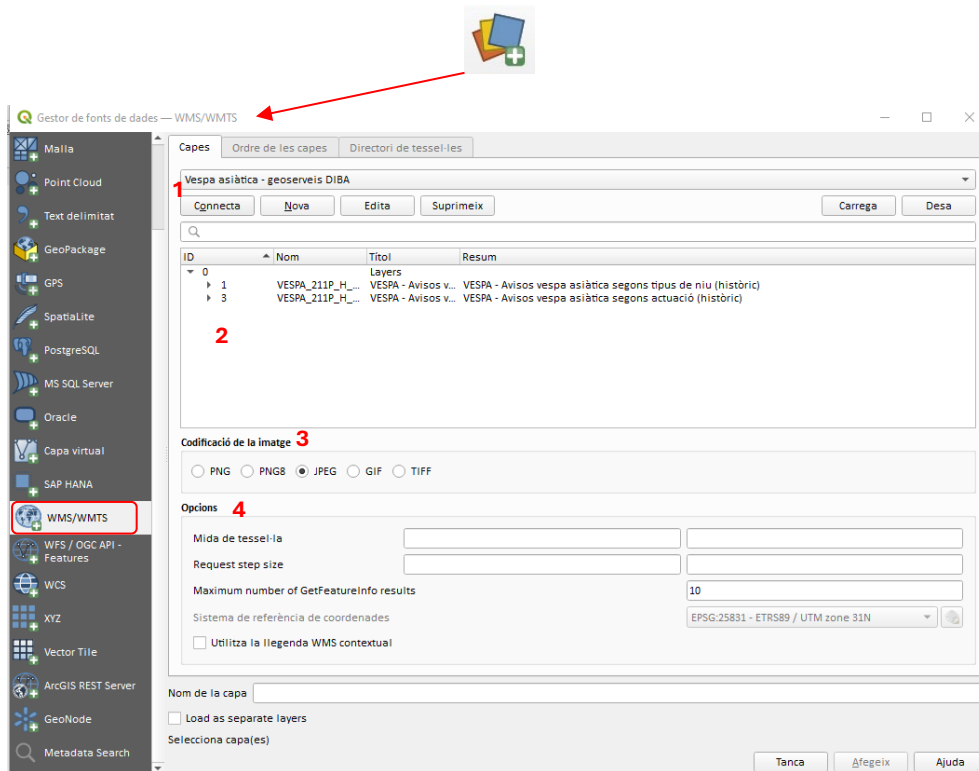 Gestor de fonts de dades — WMS/WMTS
Malla
Point Cloud
Text delimitat
GeoPackage
GPS
SpatiaLite
PostgreSQL
MS SQL Server
Oracle
Capa virtual
SAP HANA
WMS/WMTS
WFS / OGC API -
Features
WCS
XYZ
Vector Tile
ArcGIS REST Server
GeoNode
Metadata Search
Capes Ordre de les capes Directori de tessel·les
Vespa asiàtica - geoserveis DIBA
1
Connecta Nova Edita Suprimeix Carrega Desa
ID Nom Títol Resum
0 Layers
1 VESPA_211P_H_... VESPA - Avisos v... VESPA - Avisos vespa asiàtica segons tipus de niu (històric)
3 VESPA_211P_H_... VESPA - Avisos v... VESPA - Avisos vespa asiàtica segons actuació (històric)
2
Codificació de la imatge 3
PNG PNG8 JPEG GIF TIFF
Opcions 4
Mida de tessel·la
Request step size
Maximum number of GetFeatureInfo results 10
Sistema de referència de coordenades EPSG:25831 - ETRS89 / UTM zone 31N
Utilitza la llegenda WMS contextual
Nom de la capa
Load as separate layers
Selecciona capa(es)
Tanca Afegeix Ajuda